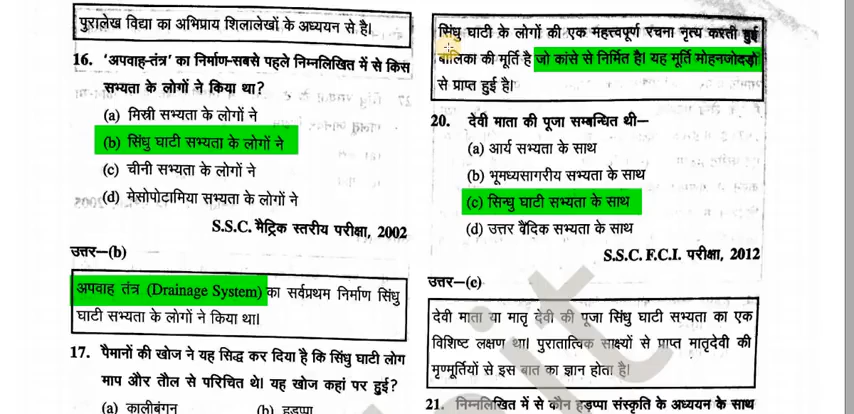 पुरालेख विद्या का अभिप्राय शिलालेखों के अध्ययन से है।
16. 'अपवाह-तंत्र' का निर्माण-सबसे पहले निम्नलिखित में से किस
सभ्यता के लोगों ने किया था?
(a) मिस्री सभ्यता के लोगों ने
(b) सिंधु घाटी सभ्यता के लोगों ने
(c) चीनी सभ्यता के लोगों ने
(d) मेसोपोटामिया सभ्यता के लोगों ने
S.S.C. मैट्रिक स्तरीय परीक्षा, 2002
उत्तर—(b)
अपवाह तंत्र (Drainage System) का सर्वप्रथम निर्माण सिंधु
घाटी सभ्यता के लोगों ने किया था।
17. पैमानों की खोज ने यह सिद्ध कर दिया है कि सिंधु घाटी लोग
माप और तौल से परिचित थे। यह खोज कहां पर हुई?
(a) कालीबंगन (b) हडप्पा
सिंधु घाटी के लोगों की एक महत्त्वपूर्ण रचना नृत्य करती हुई
बालिका की मूर्ति है जो कांसे से निर्मित है। यह मूर्ति मोहनजोदड़ो
से प्राप्त हुई है।
20. देवी माता की पूजा सम्बन्धित थी—
(a) आर्य सभ्यता के साथ
(b) भूमध्यसागरीय सभ्यता के साथ
(c) सिन्धु घाटी सभ्यता के साथ
(d) उत्तर वैदिक सभ्यता के साथ
S.S.C. F.C.I. परीक्षा, 2012
उत्तर—(c)
देवी माता या मातृ देवी की पूजा सिंधु घाटी सभ्यता का एक
विशिष्ट लक्षण था। पुरातात्विक साक्ष्यों से प्राप्त मातृदेवी की
मृण्मूर्तियों से इस बात का ज्ञान होता है।
21. निम्नलिखित में से कौन हड़प्पा संस्कृति के अध्ययन के साथ